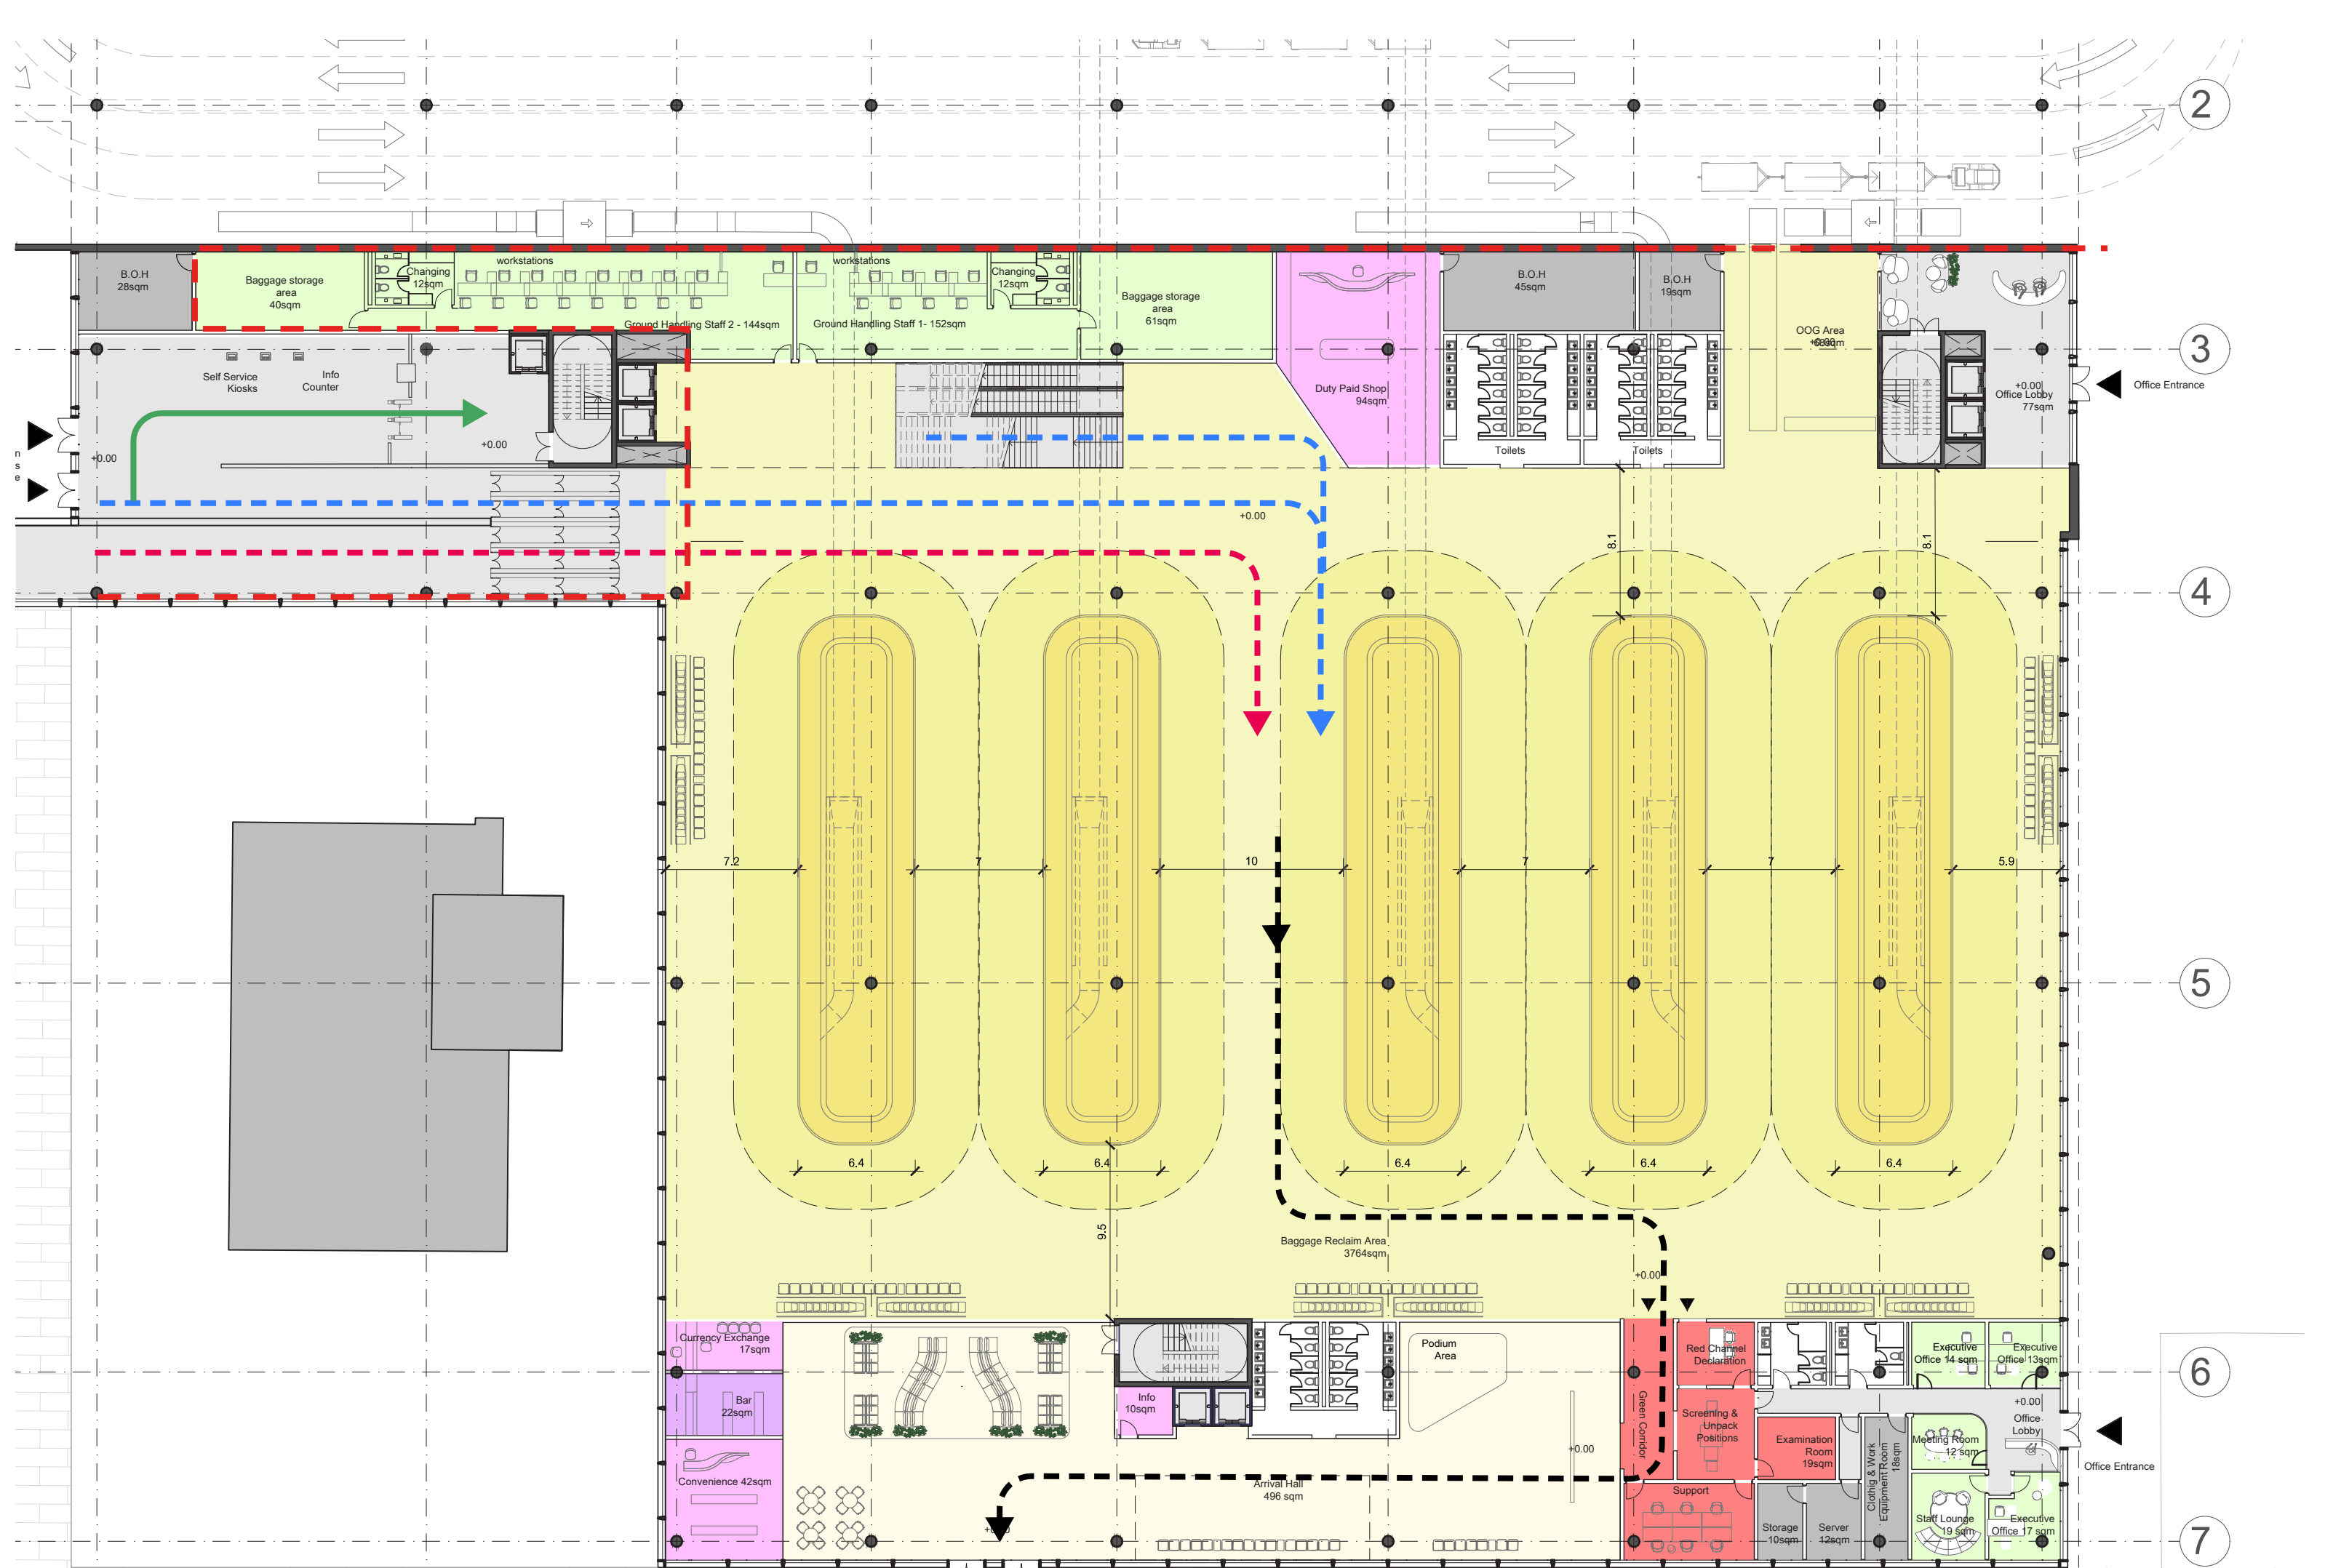 2
B.O.H
28sqm
Baggage storage
area
40sqm
Changing
12sqm
workstations
Ground Handling Staff 2 - 144sqm
workstations
Ground Handling Staff 1- 152sqm
Changing
12sqm
Baggage storage
area
61sqm
B.O.H
45sqm
B.O.H
19sqm
OOG Area
3
Self Service
Kiosks
Info
Counter
Duty Paid Shop
94sqm
+0.00
Office Lobby
77sqm
Office Entrance
+0.00
+0.00
n
s
e
Toilets
Toilets
+0.00
8.1
8.1
4
7.2
7
10
7
7
5.9
5
6.4
6.4
6.4
6.4
6.4
9.5
Baggage Reclaim Area
3764sqm
+0.00
Currency Exchange
17sqm
Bar
22sqm
Convenience 42sqm
Info
10sqm
Podium
Area
+0.00
Arrival Hall
496 sqm
Green Corridor
Red Channel
Declaration
Screening &
Unpack
Positions
Support
Examination
Room
19sqm
Storage
10sqm
Server
12sqm
Clothig & Work
Equipment Room
18sqm
Executive
Office 14 sqm
Executive
Office 13sqm
+0.00
Office
Lobby
Meeting Room
12 sqm
Staff Lounge
19 sqm
Executive
Office 17 sqm
Office Entrance
6
7